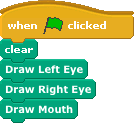 when clicked
clear
Draw Left Eye
Draw Right Eye
Draw Mouth